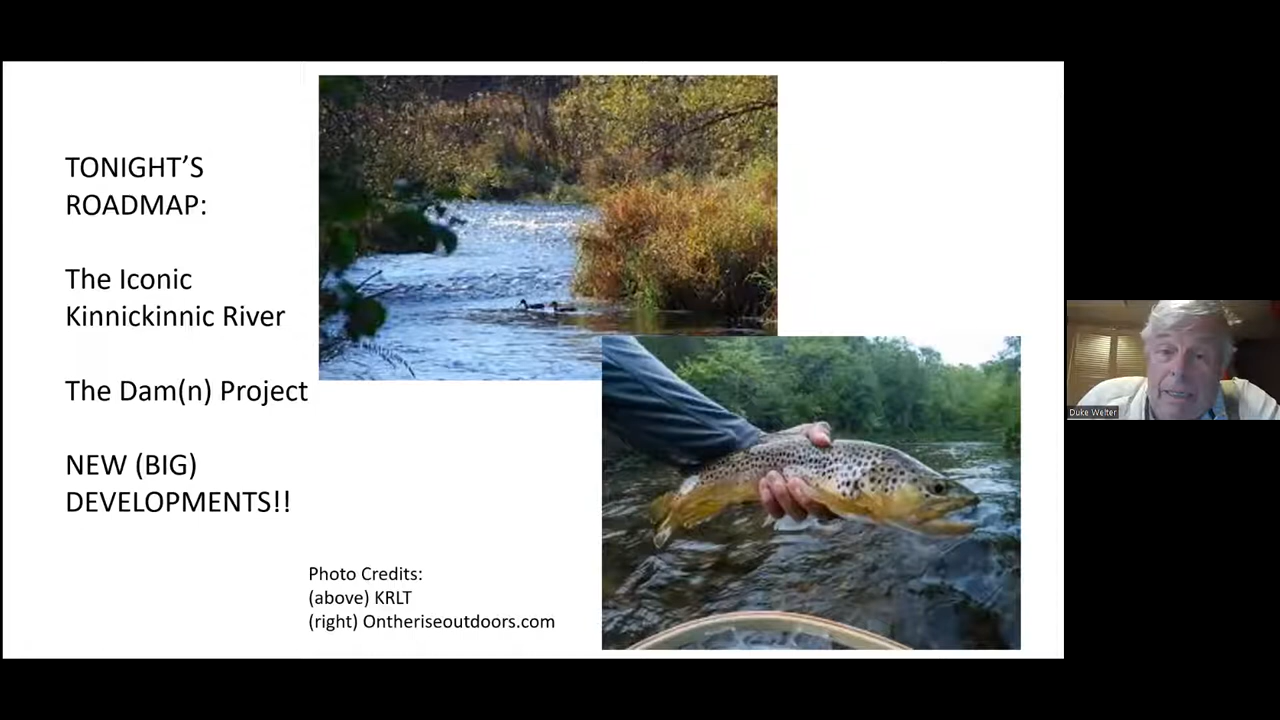 TONIGHT'S
ROADMAP:
The Iconic
Kinnickinnic River
The Dam(n) Project
NEW (BIG)
DEVELOPMENTS!!
Photo Credits:
(above) KRLT
(right) Ontheriseoutdoors.com
Duke Welter